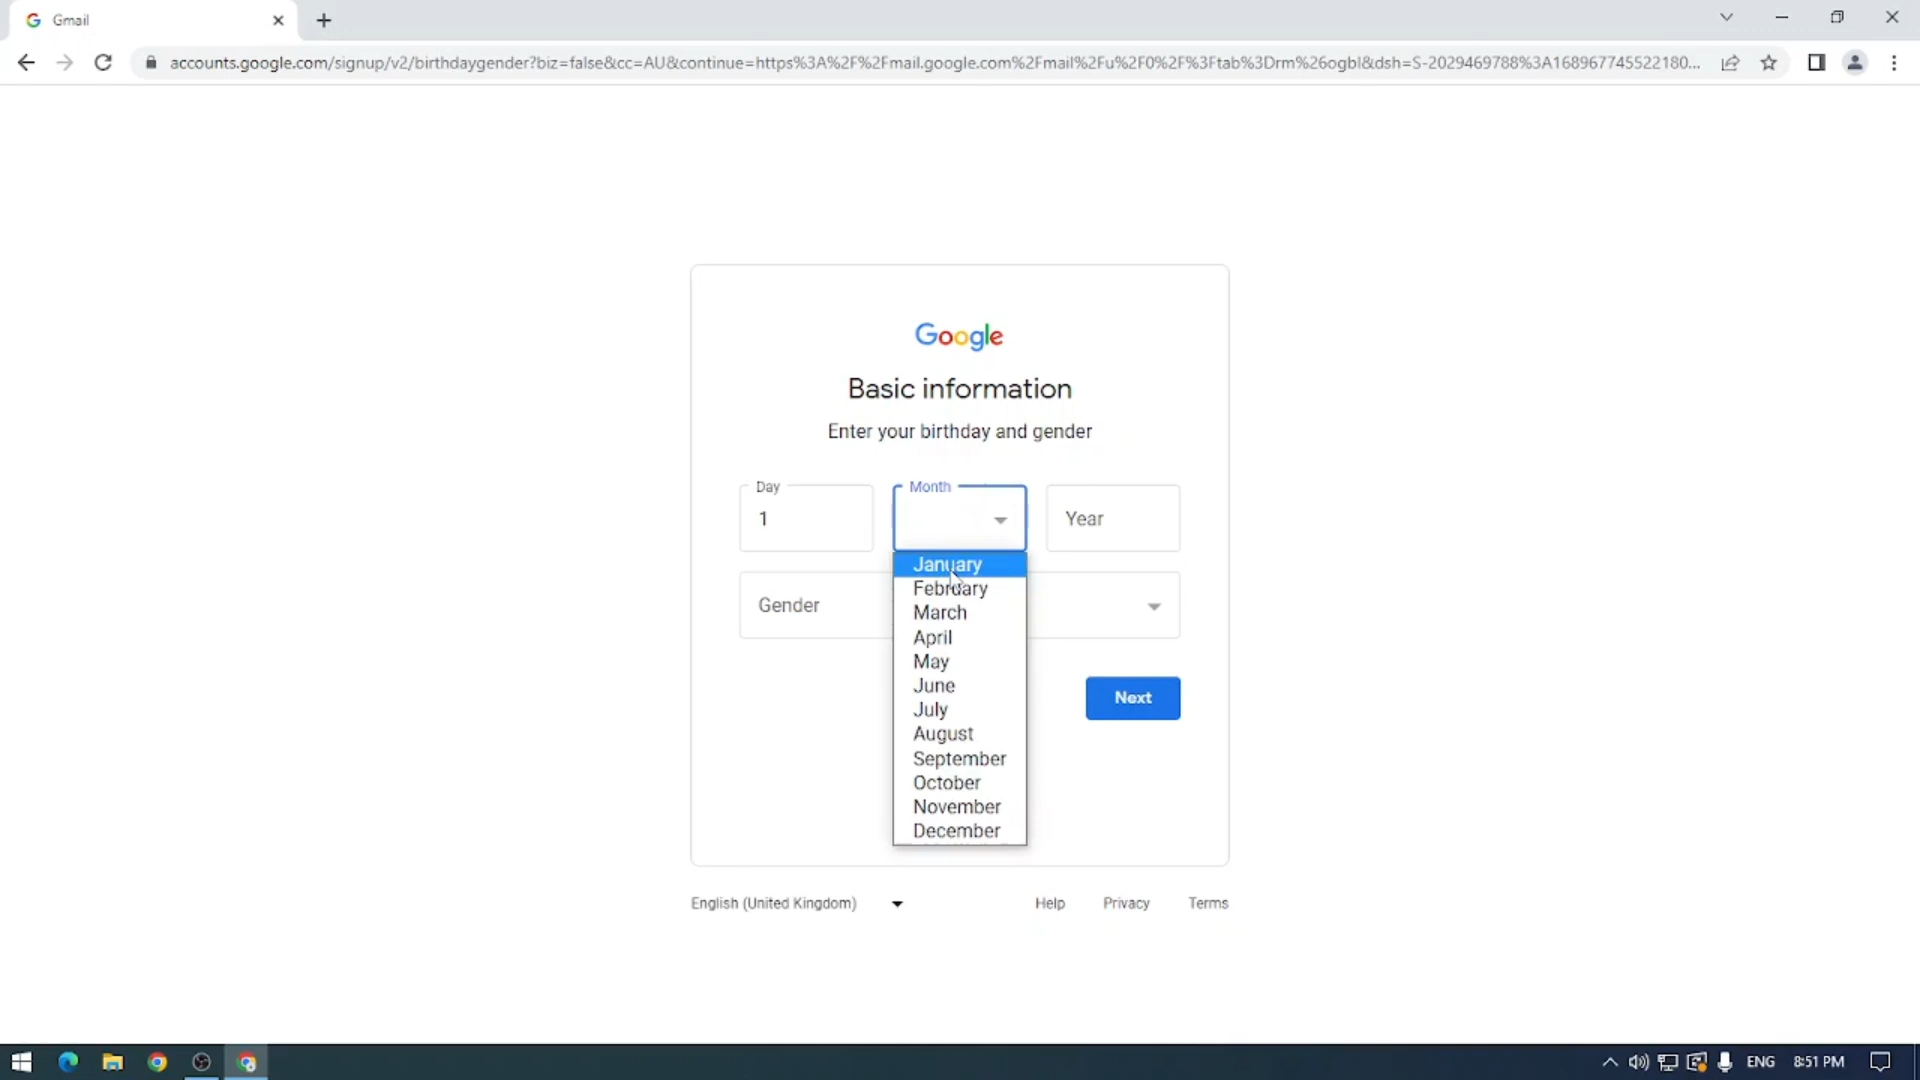 Gmail
accounts.google.com/signup/v2/birthdaygender?biz=false&cc=AU&continue=https%3A%2F%2Fmail.google.com%2Fmail%2Fu%2F0%2F%3Ftab%3Drm%26ogbl&dsh=S-2029469788%3A168967745522180...
Google
Basic information
Enter your birthday and gender
Day
Month
1
Year
January
February
Gender
March
April
May
June
July
Next
August
September
October
November
December
English (United Kingdom)
Help Privacy Terms
ENG 8:51 PM